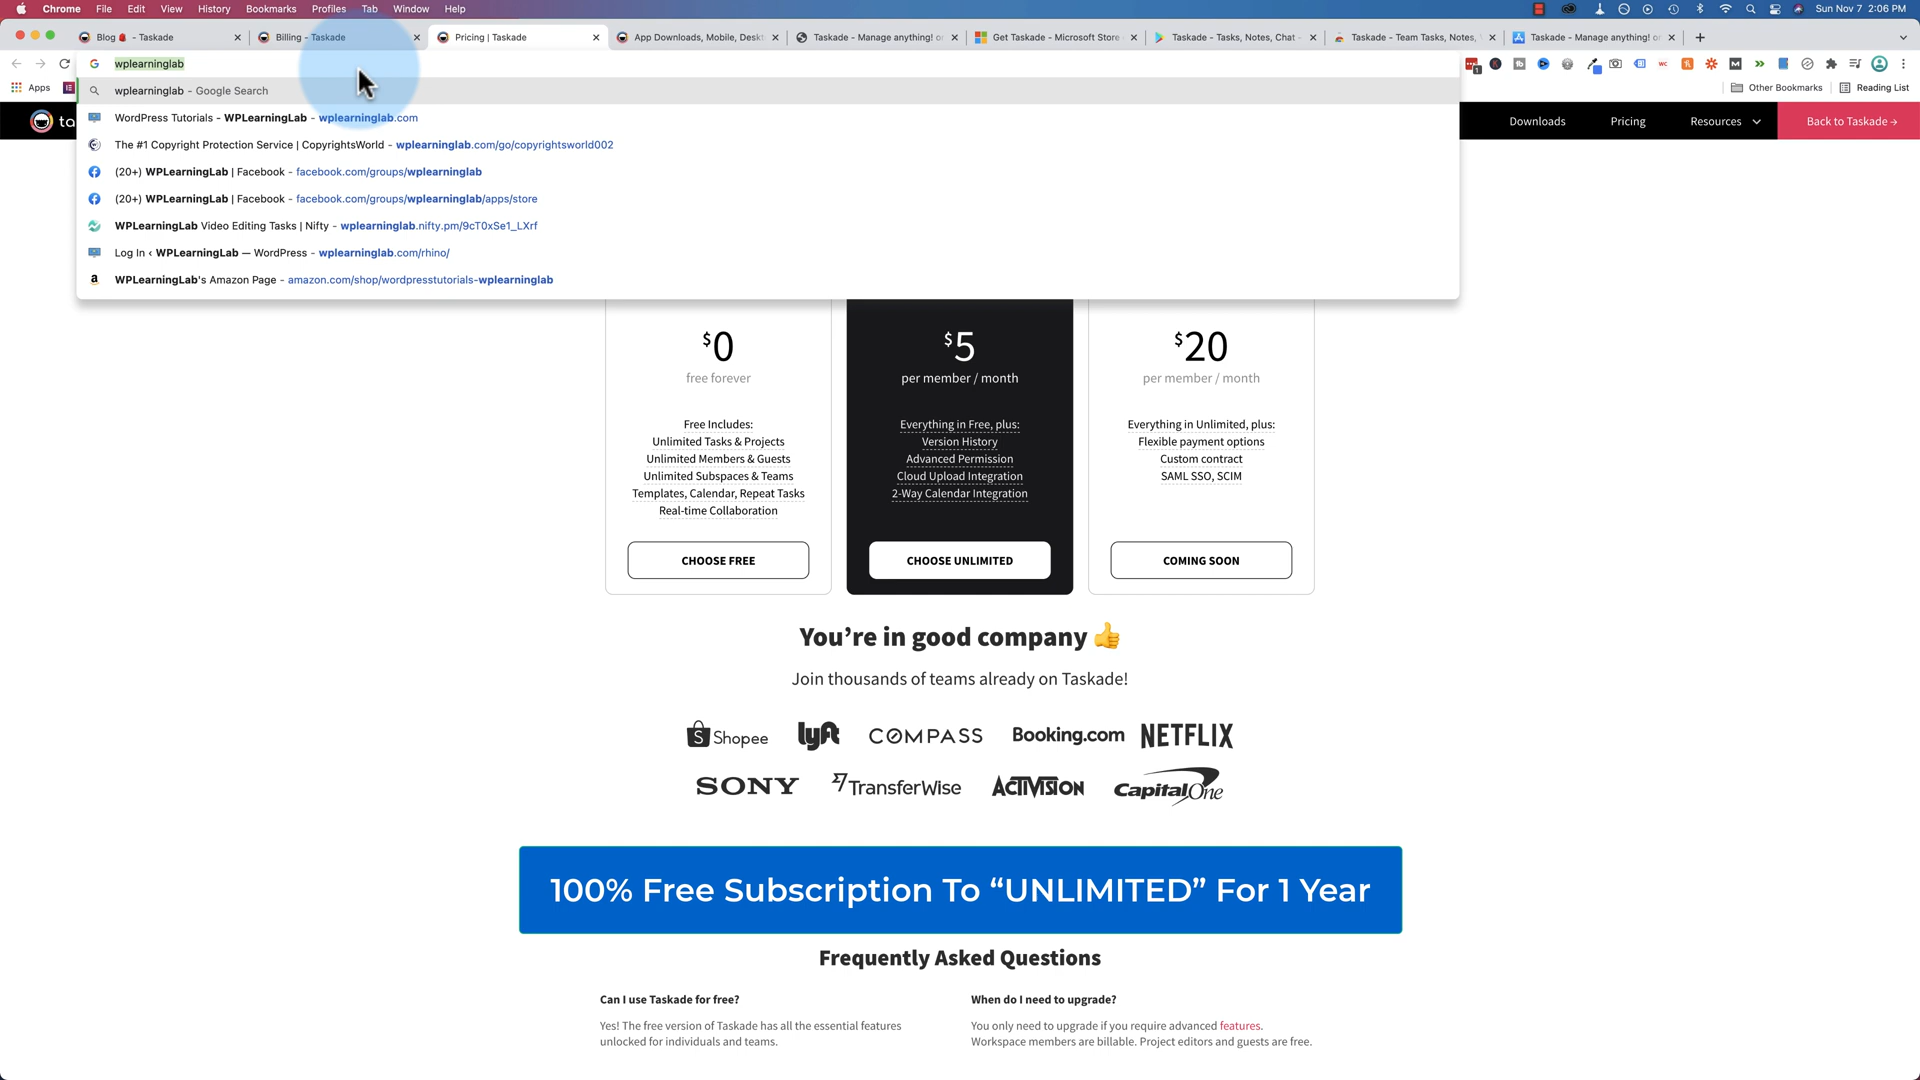 Chrome File Edit View History Bookmarks Profiles Tab Window Help Sun Nov 7 2:06 PM
Blog - Taskade Billing - Taskade Pricing | Taskade App Downloads, Mobile, Deskt Taskade - Manage anything! or Get Taskade - Microsoft Store Taskade - Tasks, Notes, Chat - Taskade - Team Tasks, Notes, Taskade - Manage anything! or
wplearninglab
Apps Other Bookmarks Reading List
wplearninglab - Google Search
WordPress Tutorials - WPLearningLab - wplearninglab.com
The #1 Copyright Protection Service | CopyrightsWorld - wplearninglab.com/go/copyrightsworld002
(20+) WPLearningLab | Facebook - facebook.com/groups/wplearninglab
(20+) WPLearningLab | Facebook - facebook.com/groups/wplearninglab/apps/store
WPLearningLab Video Editing Tasks | Nifty - wplearninglab.nifty.pm/9cT0xSe1_LXrf
Log In ‹ WPLearningLab — WordPress - wplearninglab.com/rhino/
WPLearningLab's Amazon Page - amazon.com/shop/wordpresstutorials-wplearninglab
ta Downloads Pricing Resources Back to Taskade →
$0 $5 $20
free forever per member / month per member / month
Free Includes: Everything in Free, plus: Everything in Unlimited, plus:
Unlimited Tasks & Projects Version History Flexible payment options
Unlimited Members & Guests Advanced Permission Custom contract
Unlimited Subspaces & Teams Cloud Upload Integration SAML SSO, SCIM
Templates, Calendar, Repeat Tasks 2-Way Calendar Integration
Real-time Collaboration
CHOOSE FREE CHOOSE UNLIMITED COMING SOON
You're in good company 👍
Join thousands of teams already on Taskade!
Shopee lyft COMPASS Booking.com NETFLIX
SONY TransferWise ACTIVISION Capital One
100% Free Subscription To “UNLIMITED” For 1 Year
Frequently Asked Questions
Can I use Taskade for free?
Yes! The free version of Taskade has all the essential features
unlocked for individuals and teams.
When do I need to upgrade?
You only need to upgrade if you require advanced features.
Workspace members are billable. Project editors and guests are free.